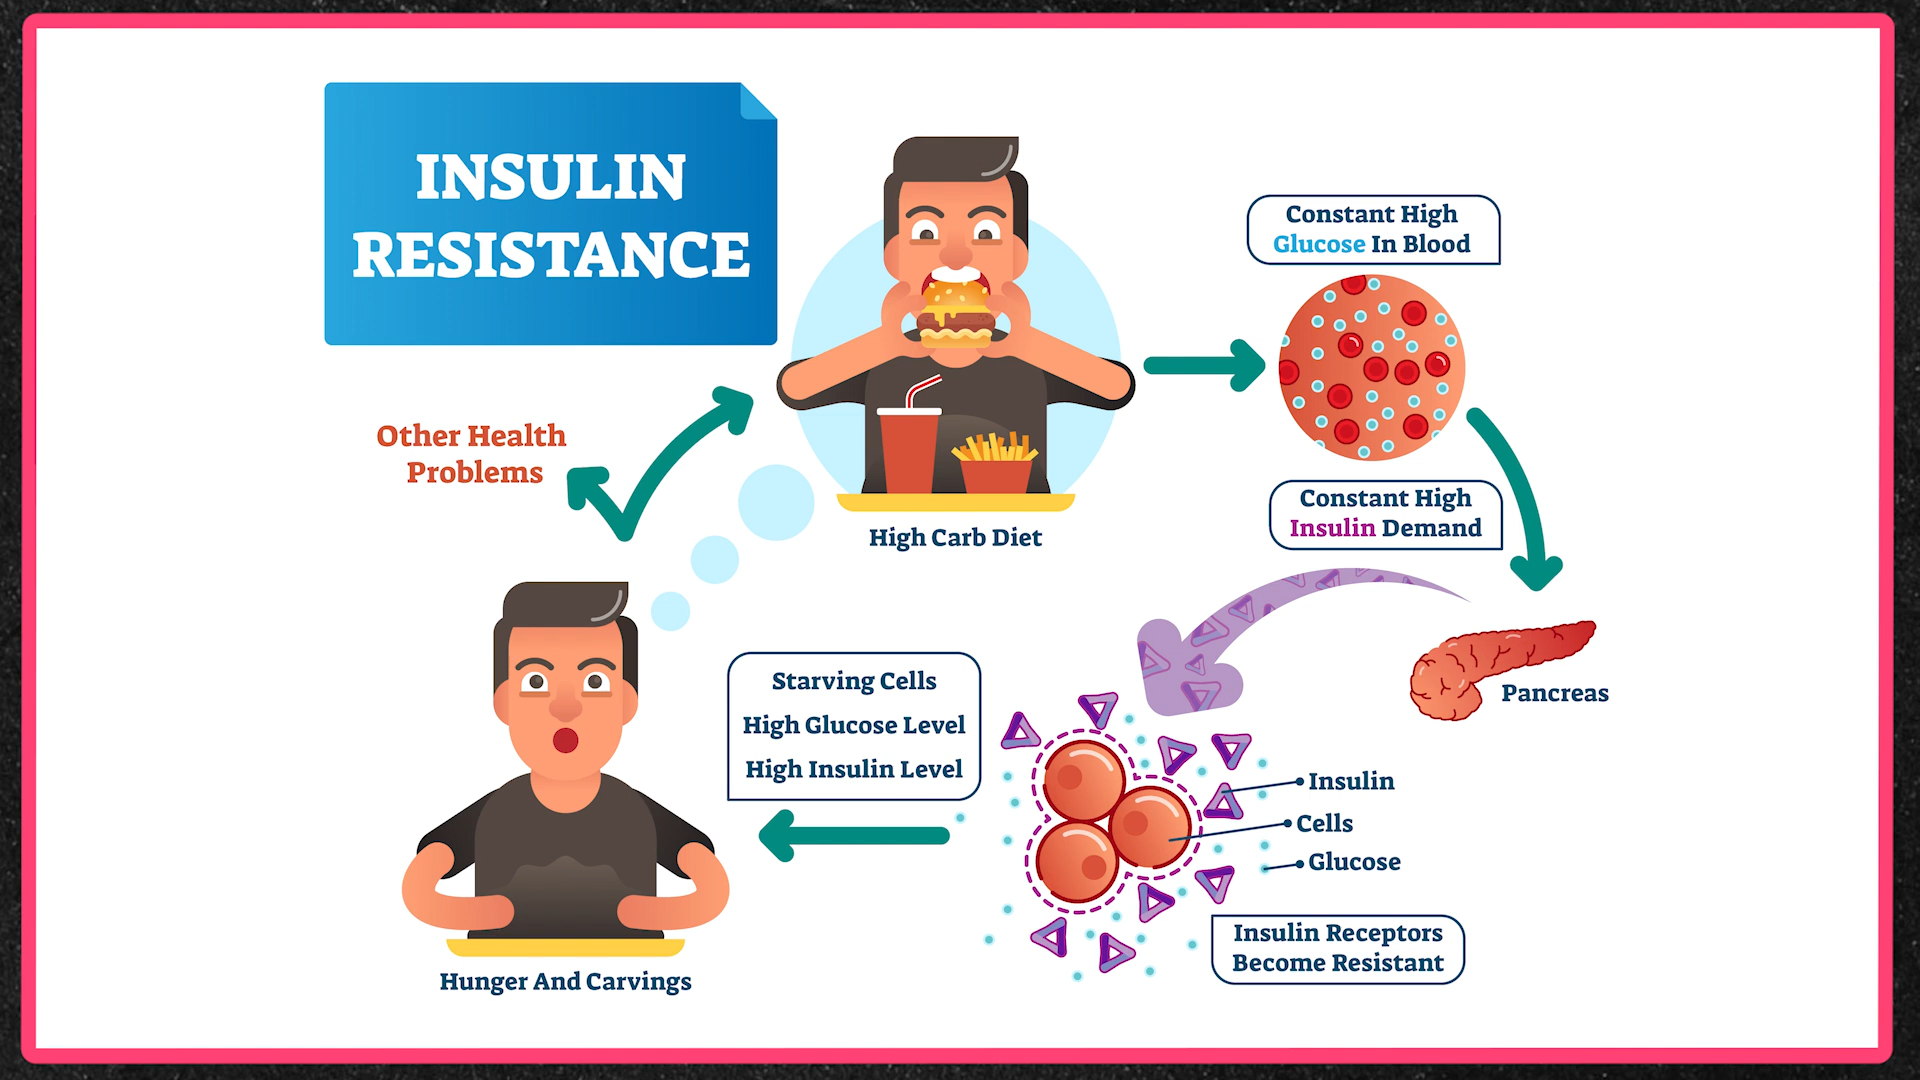 INSULIN
RESISTANCE
Constant High
Glucose In Blood
Other Health
Problems
High Carb Diet
Constant High
Insulin Demand
Pancreas
Starving Cells
High Glucose Level
High Insulin Level
Insulin
Cells
Glucose
Insulin Receptors
Become Resistant
Hunger And Carvings